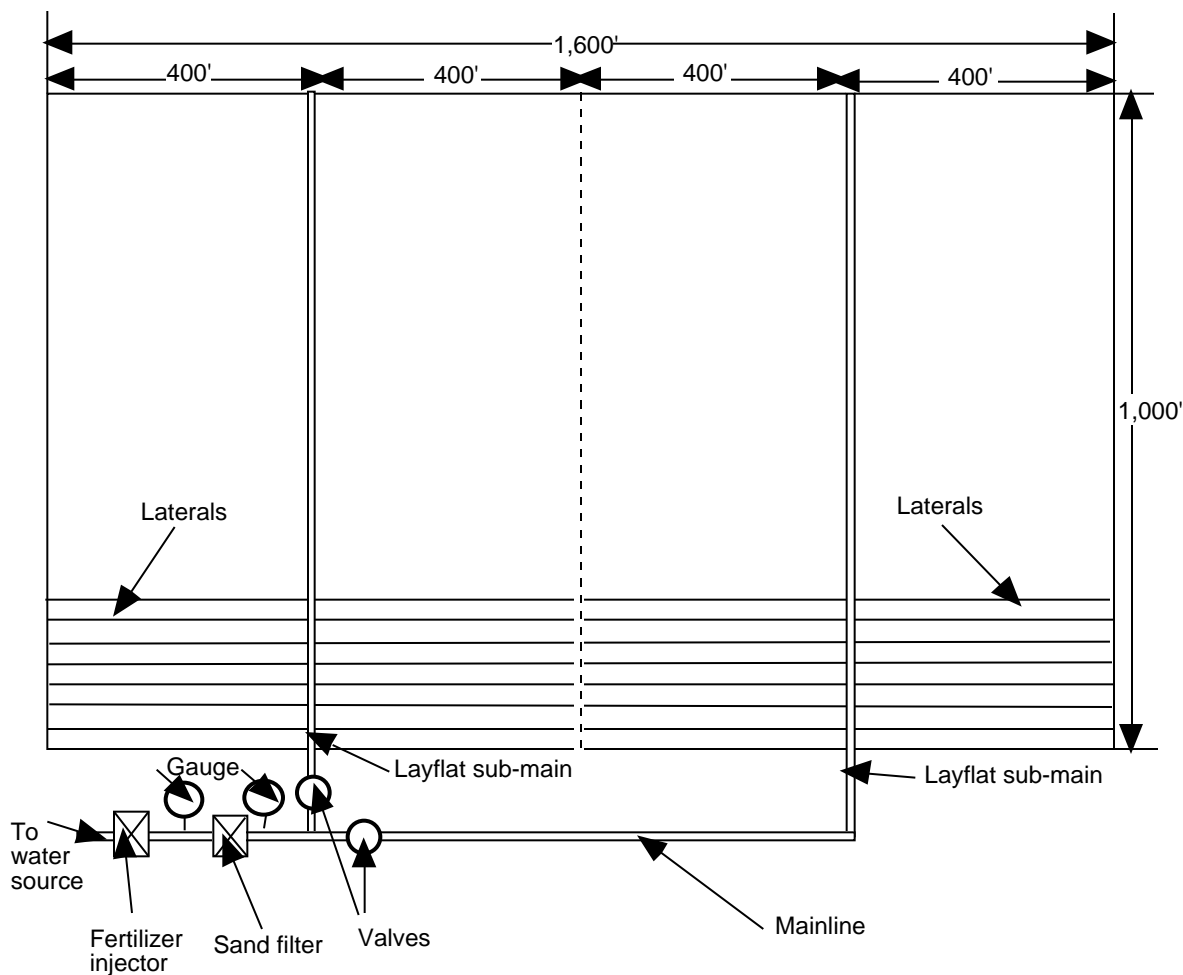 1,600'
400'
400'
400'
400'
1,000'
Laterals
Laterals
Gauge
Layflat sub-main
Layflat sub-main
To
water
source
Fertilizer
injector
Sand filter
Valves
Mainline